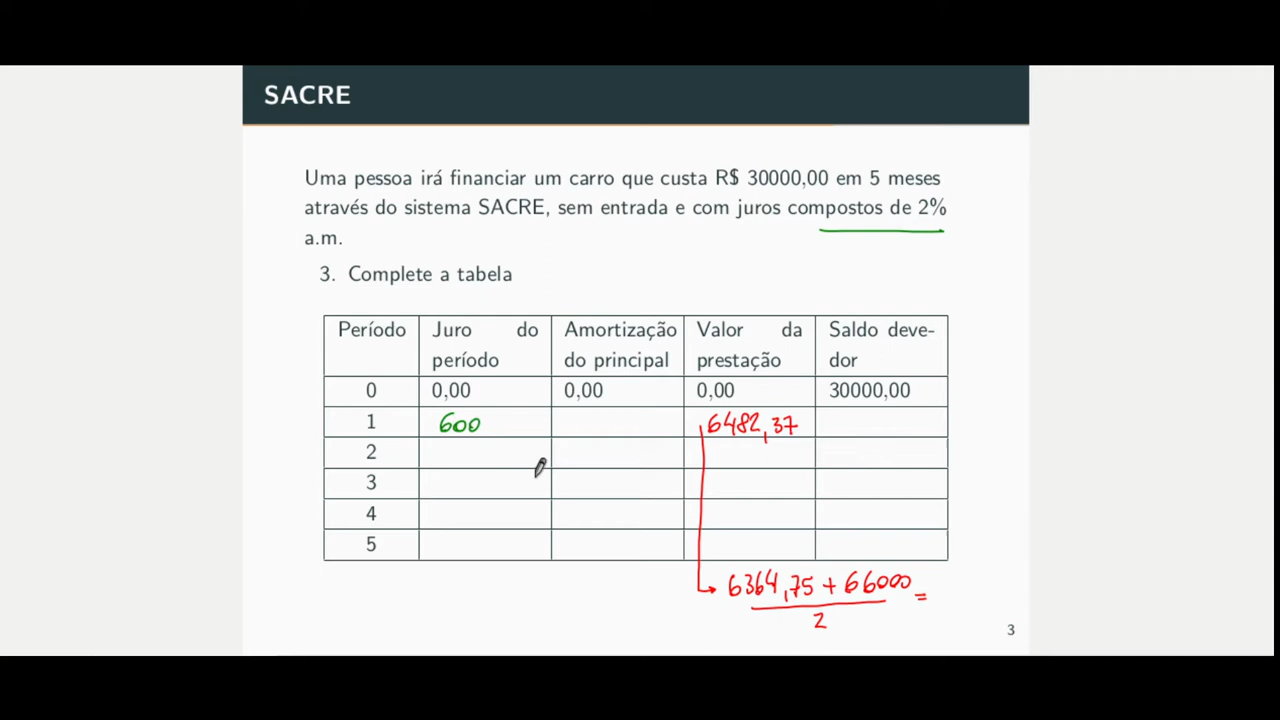 SACRE
Uma pessoa irá financiar um carro que custa R$ 30000,00 em 5 meses
através do sistema SACRE, sem entrada e com juros compostos de 2%
a.m.
3. Complete a tabela
Período Juro do Amortização Valor da Saldo deve-
período do principal prestação dor
0 0,00 0,00 0,00 30000,00
1 600 6482,37
2
3
4
5
6364,75 + 66000 =
2
3